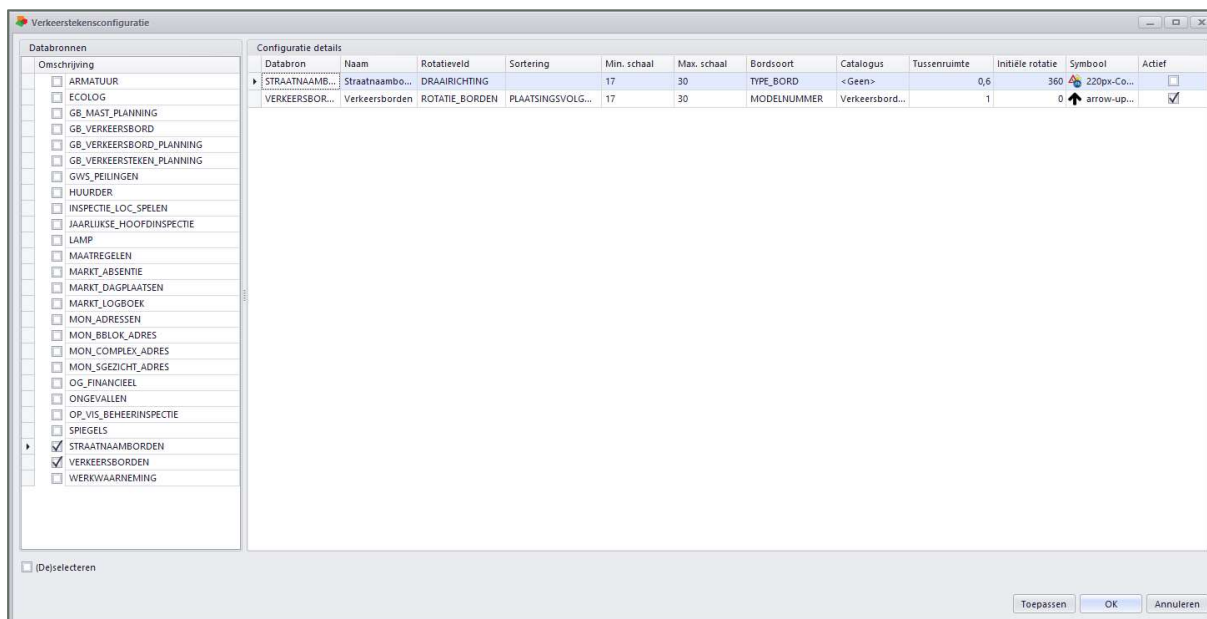 Verkeerstekensconfiguratie
Databronnen
Omschrijving
ARMATUUR
ECOLOG
GB_MAST_PLANNING
GB_VERKEERSBORD
GB_VERKEERSBORD_PLANNING
GB_VERKEERSTEKEN_PLANNING
GWS_PEILINGEN
HUURDER
INSPECTIE_LOC_SPELEN
JAARLIJKSE_HOOFDINSPECTIE
LAMP
MAATREGELEN
MARKT_ABSENTIE
MARKT_DAGPLAATSEN
MARKT_LOGBOEK
MON_ADRESSEN
MON_BBLOK_ADRES
MON_COMPLEX_ADRES
MON_SGEZICHT_ADRES
OG_FINANCIEEL
ONGEVALLEN
OP_VIS_BEHEERINSPECTIE
SPIEGELS
STRAATNAAMBORDEN
VERKEERSBORDEN
WERKWAARNEMING
Configuratie details
Databron Naam Rotatieveld Sortering Min. schaal Max. schaal Bordsoort Catalogus Tussenruimte Initiële rotatie Symbool Actief
STRAATNAAMB... Straatnaambo... DRAAIRICHTING 17 30 TYPE_BORD <Geen> 0,6 360 220px-Co...
VERKEERSBOR... Verkeersborden ROTATIE_BORDEN PLAATSINGSVOLG... 17 30 MODELNUMMER Verkeersbord... 1 0 arrow-up...
(De)selecteren
Toepassen OK Annuleren